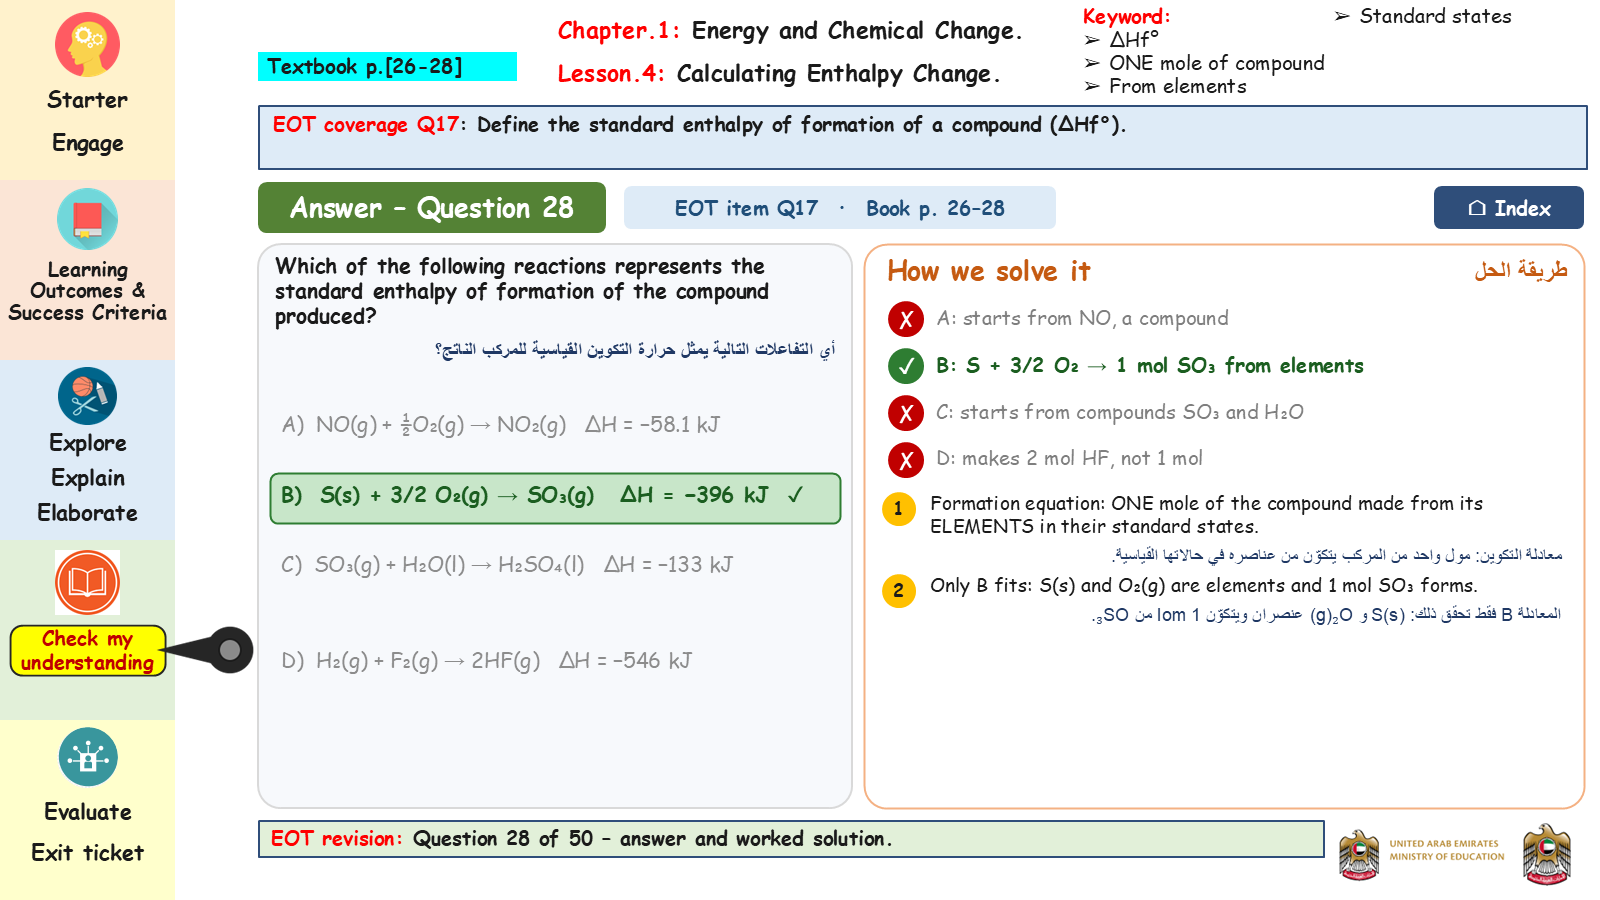 Starter
Engage
Learning
Outcomes &
Success Criteria
Explore
Explain
Elaborate
Check my
understanding
Evaluate
Exit ticket
Textbook p.[26-28]
Chapter.1: Energy and Chemical Change.
Lesson.4: Calculating Enthalpy Change.
Keyword:
➢ ΔHf°
➢ ONE mole of compound
➢ From elements
➢ Standard states
EOT coverage Q17: Define the standard enthalpy of formation of a compound (ΔHf°).
Answer – Question 28
EOT item Q17 · Book p. 26–28
Index
Which of the following reactions represents the
standard enthalpy of formation of the compound
produced?
أي التفاعلات التالية يمثل حرارة التكوين القياسية للمركب الناتج؟
A) NO(g) + ½O₂(g) → NO₂(g) ΔH = −58.1 kJ
B) S(s) + 3/2 O₂(g) → SO₃(g) ΔH = −396 kJ ✓
C) SO₃(g) + H₂O(l) → H₂SO₄(l) ΔH = −133 kJ
D) H₂(g) + F₂(g) → 2HF(g) ΔH = −546 kJ
How we solve it
طريقة الحل
✗ A: starts from NO, a compound
✓ B: S + 3/2 O₂ → 1 mol SO₃ from elements
✗ C: starts from compounds SO₃ and H₂O
✗ D: makes 2 mol HF, not 1 mol
1 Formation equation: ONE mole of the compound made from its
ELEMENTS in their standard states.
معادلة التكوين: مول واحد من المركب يتكوّن من عناصره في حالاتها القياسية.
2 Only B fits: S(s) and O₂(g) are elements and 1 mol SO₃ forms.
المعادلة B فقط تحقق ذلك: S(s) و O₂(g) عنصران ويتكوّن 1 mol من SO₃.
EOT revision: Question 28 of 50 – answer and worked solution.
UNITED ARAB EMIRATES
MINISTRY OF EDUCATION